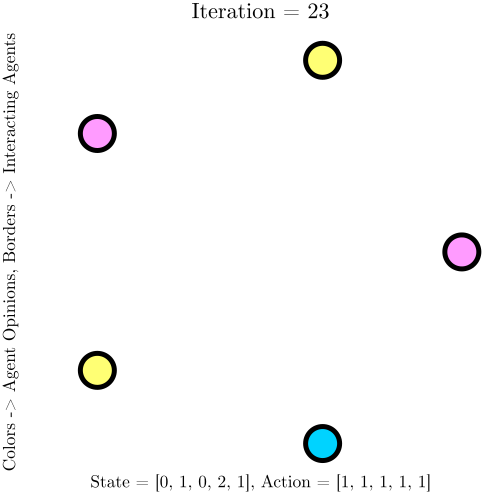 Iteration = 23
Colors -> Agent Opinions, Borders -> Interacting Agents
State = [0, 1, 0, 2, 1], Action = [1, 1, 1, 1, 1]